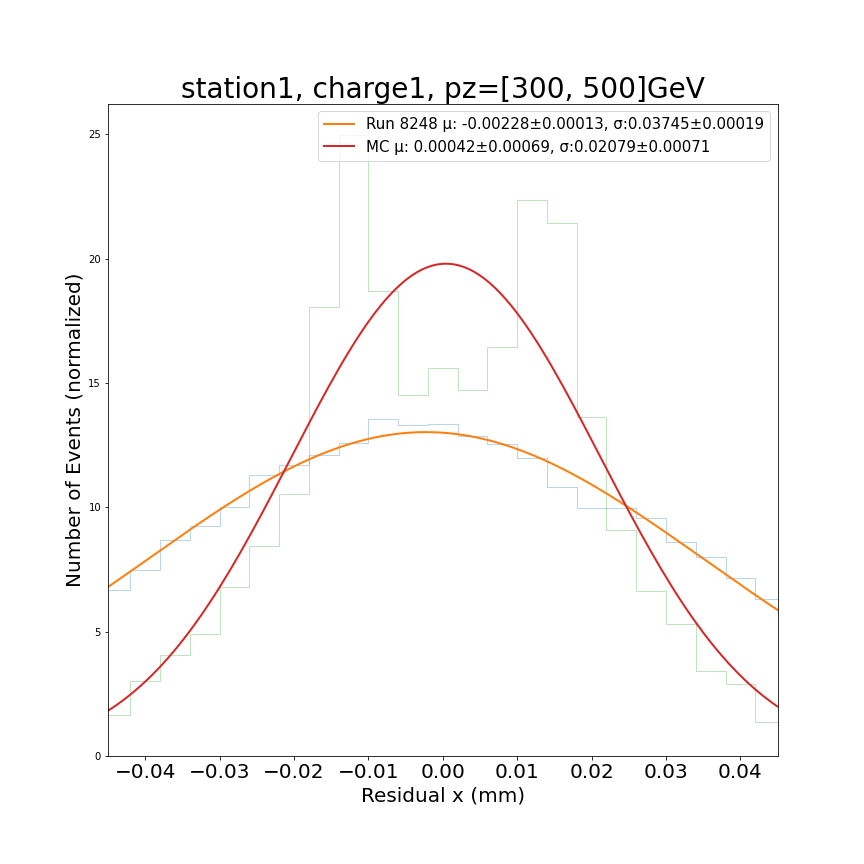 station1, charge1, pz=[300, 500]GeV
Run 8248 μ: -0.00228±0.00013, σ:0.03745±0.00019
MC μ: 0.00042±0.00069, σ:0.02079±0.00071
25
20
15
10
5
0
Number of Events (normalized)
−0.04 −0.03 −0.02 −0.01 0.00 0.01 0.02 0.03 0.04
Residual x (mm)